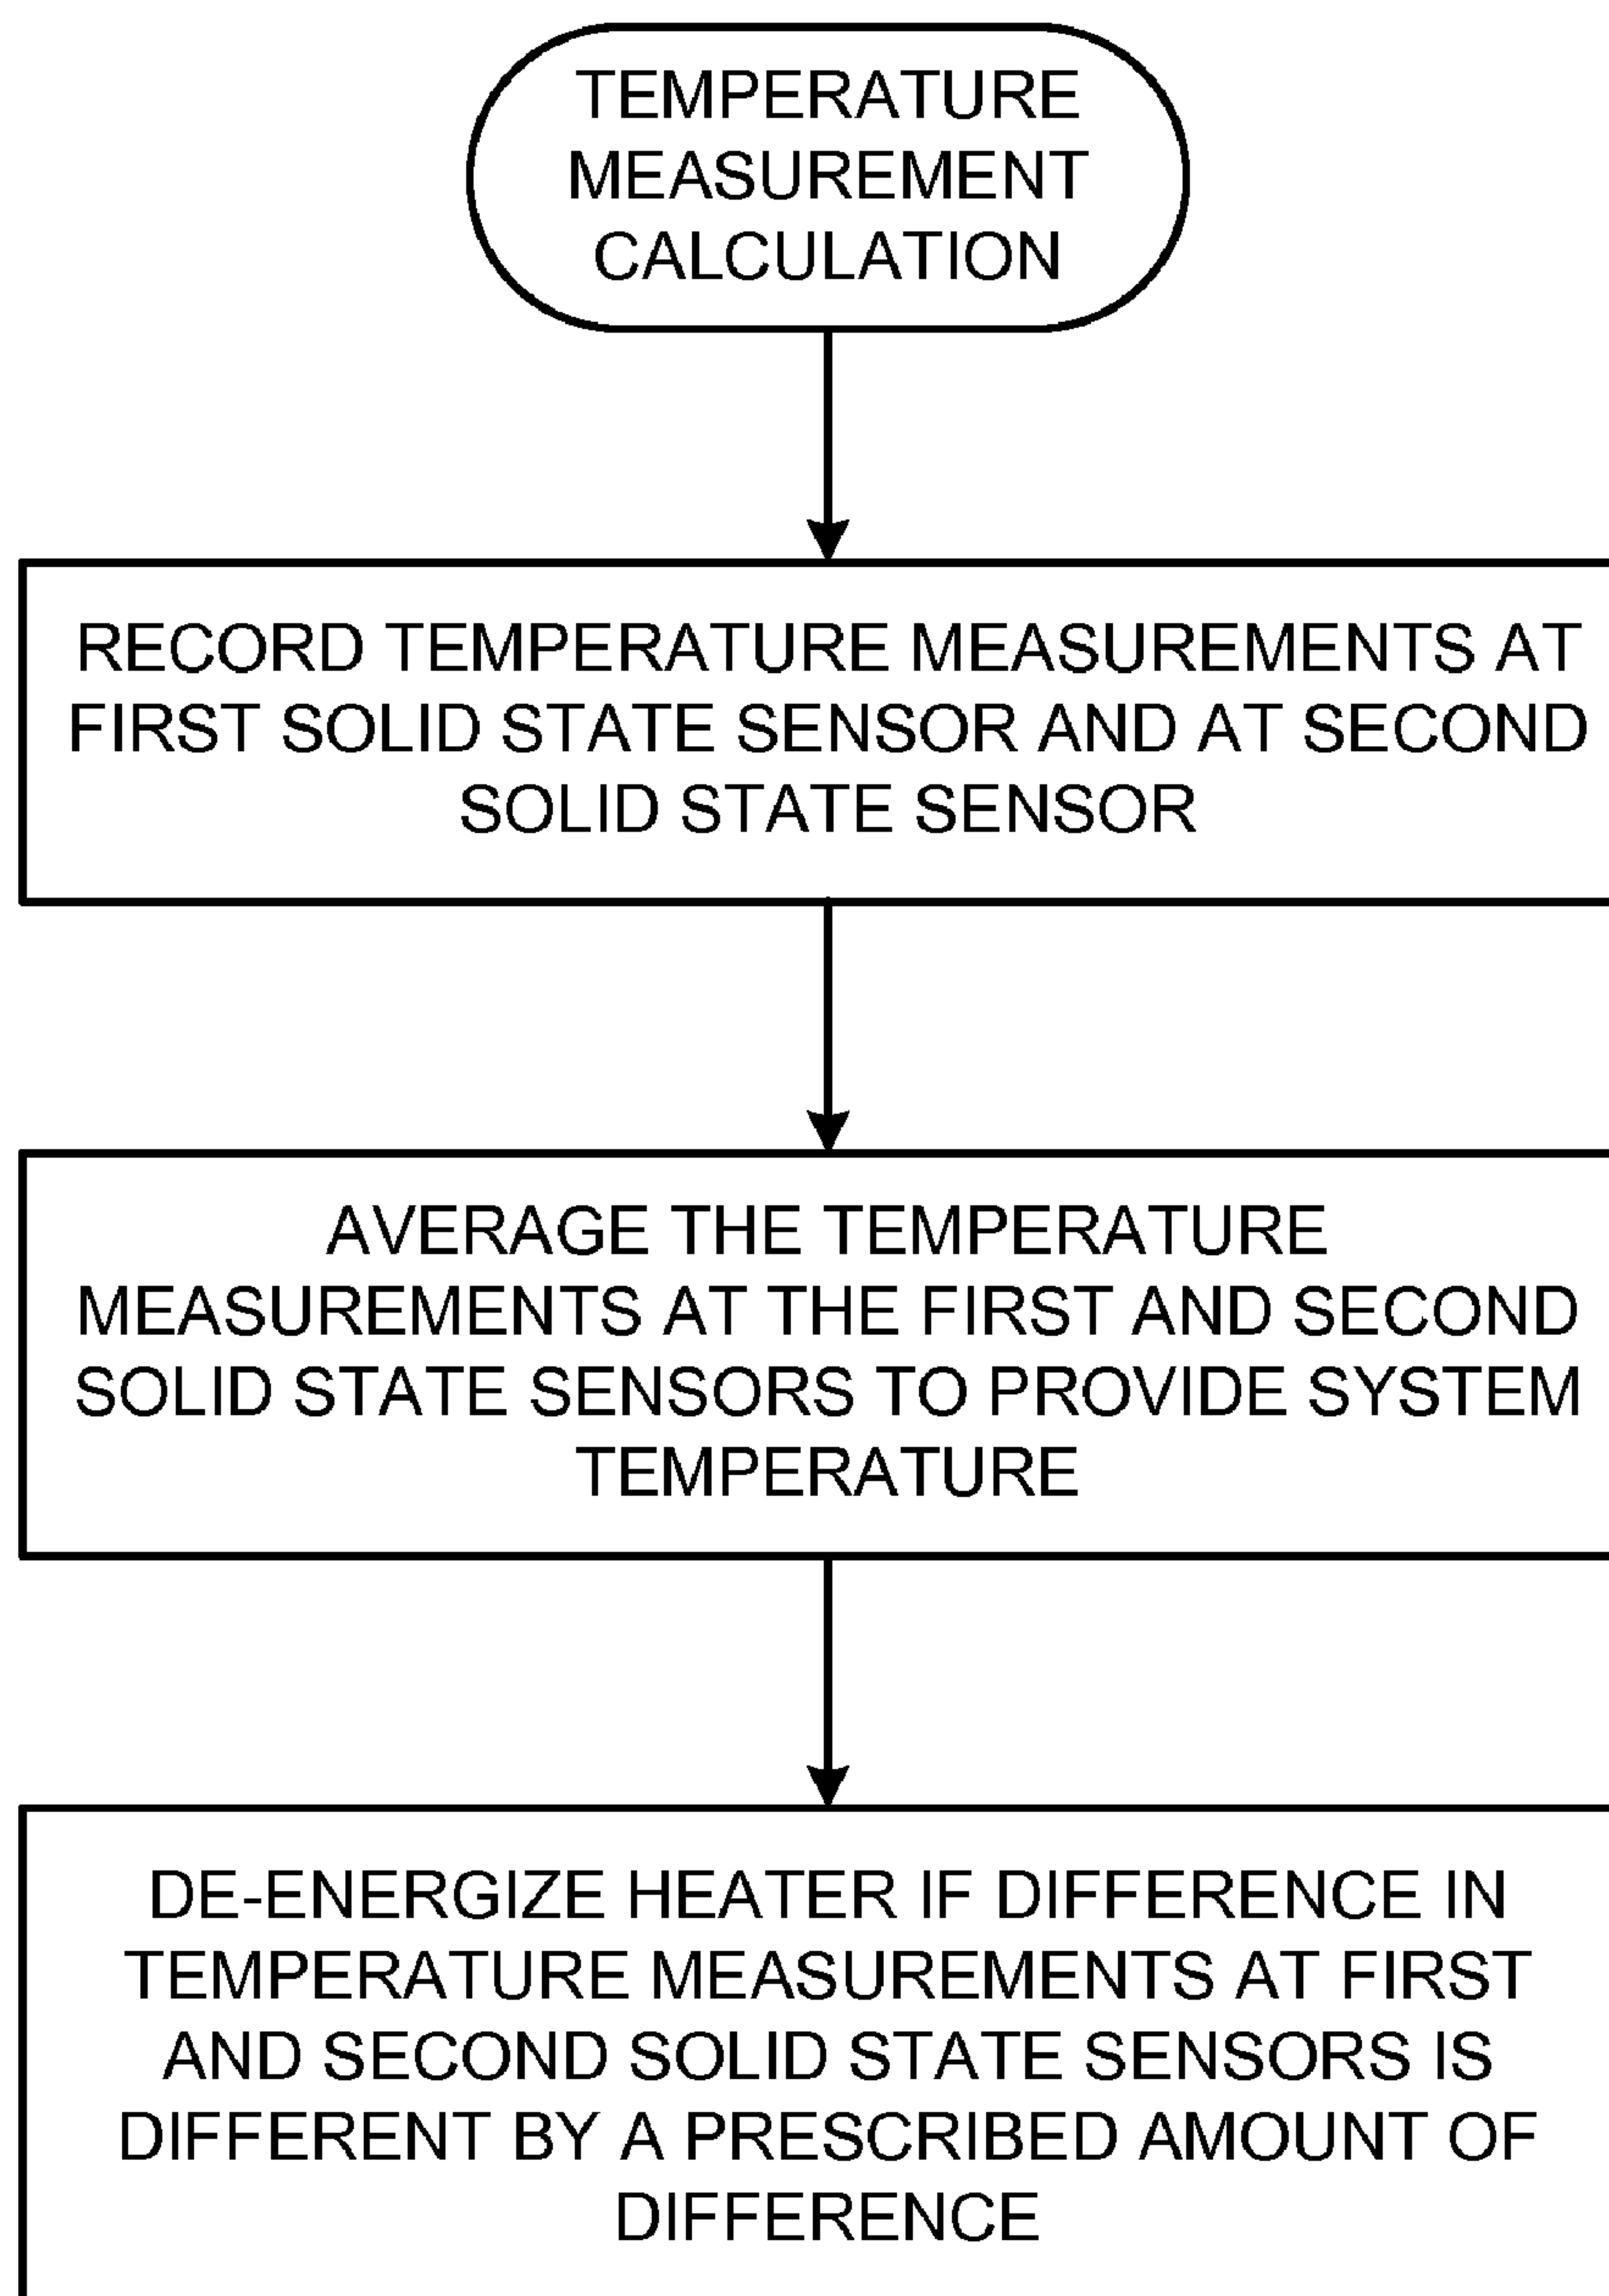 TEMPERATURE
MEASUREMENT
CALCULATION
RECORD TEMPERATURE MEASUREMENTS AT
FIRST SOLID STATE SENSOR AND AT SECOND
SOLID STATE SENSOR
AVERAGE THE TEMPERATURE
MEASUREMENTS AT THE FIRST AND SECOND
SOLID STATE SENSORS TO PROVIDE SYSTEM
TEMPERATURE
DE-ENERGIZE HEATER IF DIFFERENCE IN
TEMPERATURE MEASUREMENTS AT FIRST
AND SECOND SOLID STATE SENSORS IS
DIFFERENT BY A PRESCRIBED AMOUNT OF
DIFFERENCE